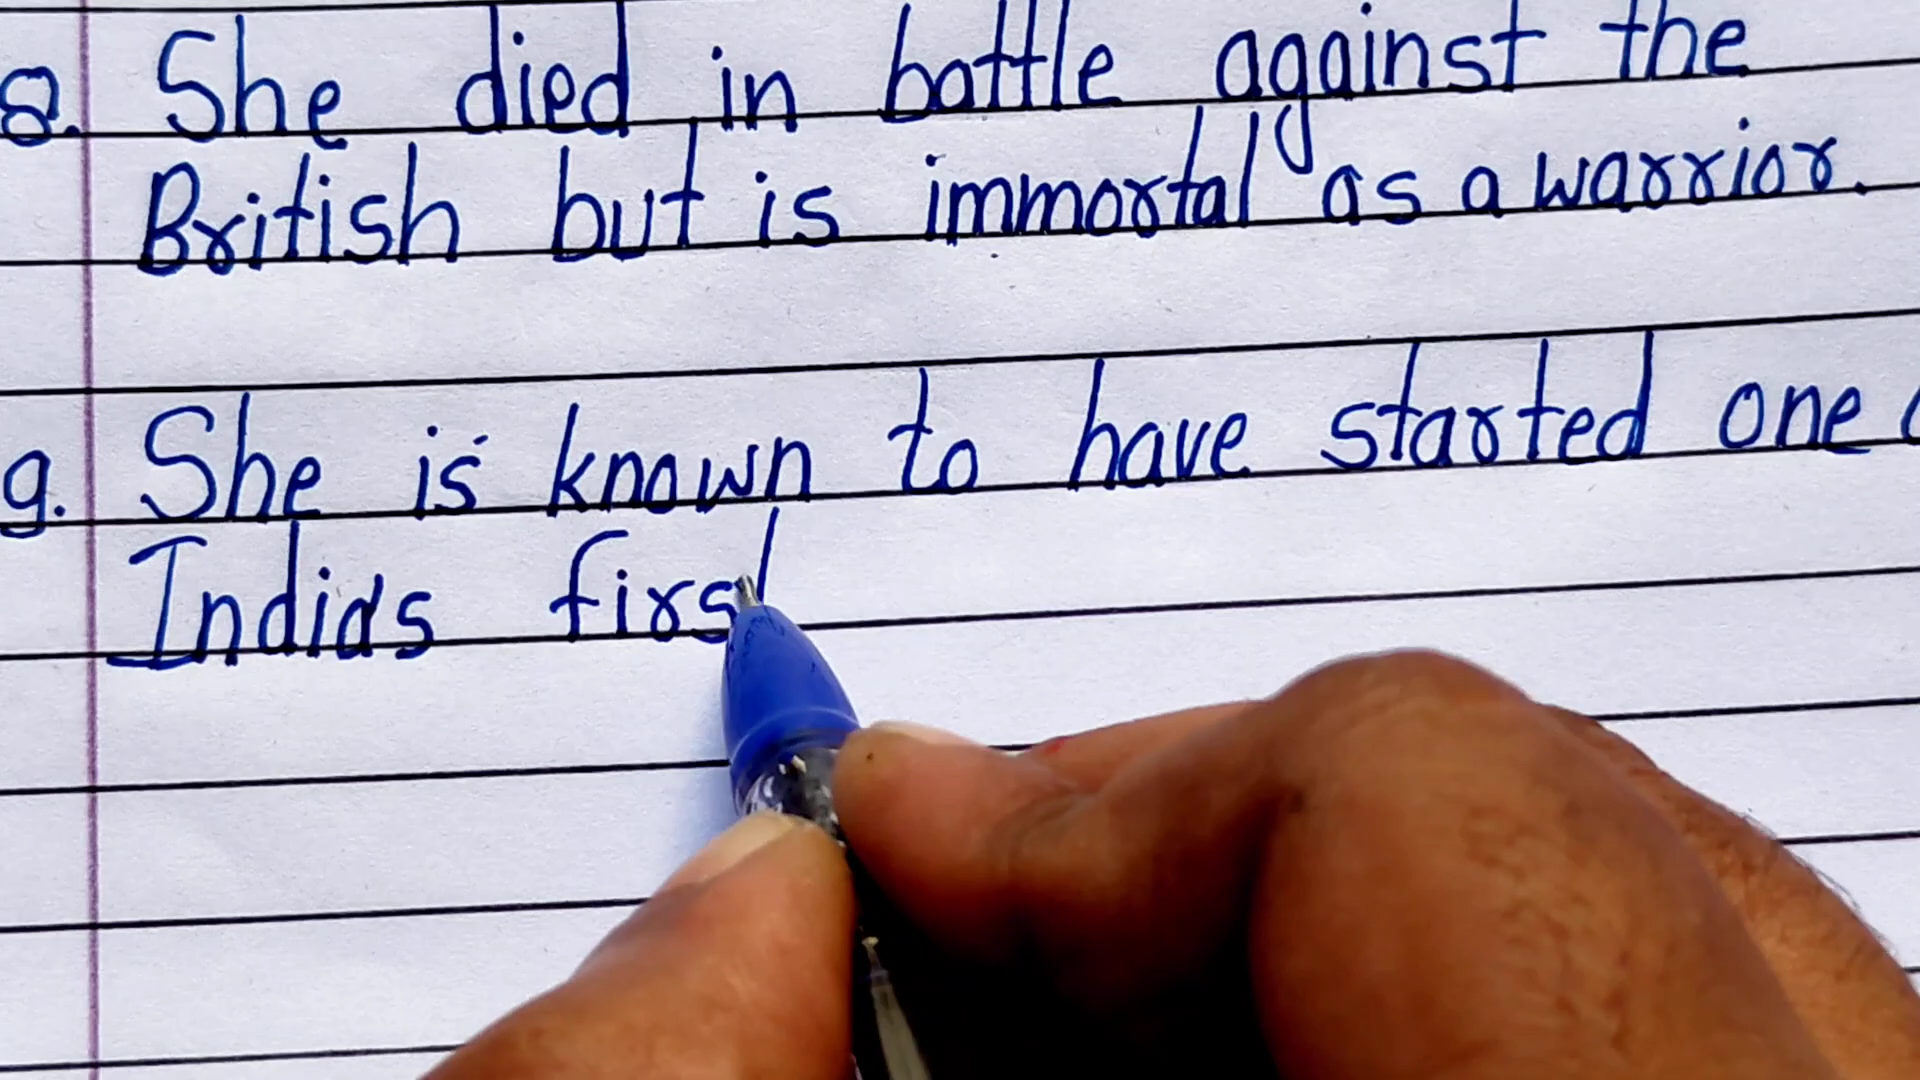 8. She died in battle against the
British but is immortal as a warrior.
9. She is known to have started one
India's first